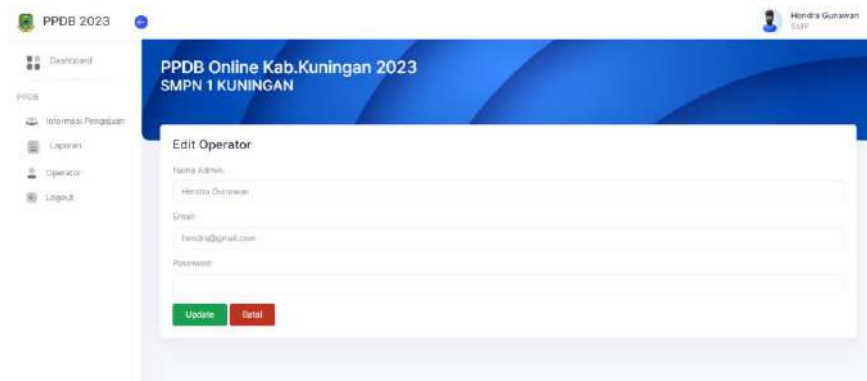 PPDB 2023
Hendra Gunawan
SMP
Dashboard
PPDB
Informasi Pengajuan
Laporan
Operator
Logout
PPDB Online Kab.Kuningan 2023
SMPN 1 KUNINGAN
Edit Operator
Nama Admin:
Hendra Gunawan
Email:
hendra@gmail.com
Password:
Update
Batal